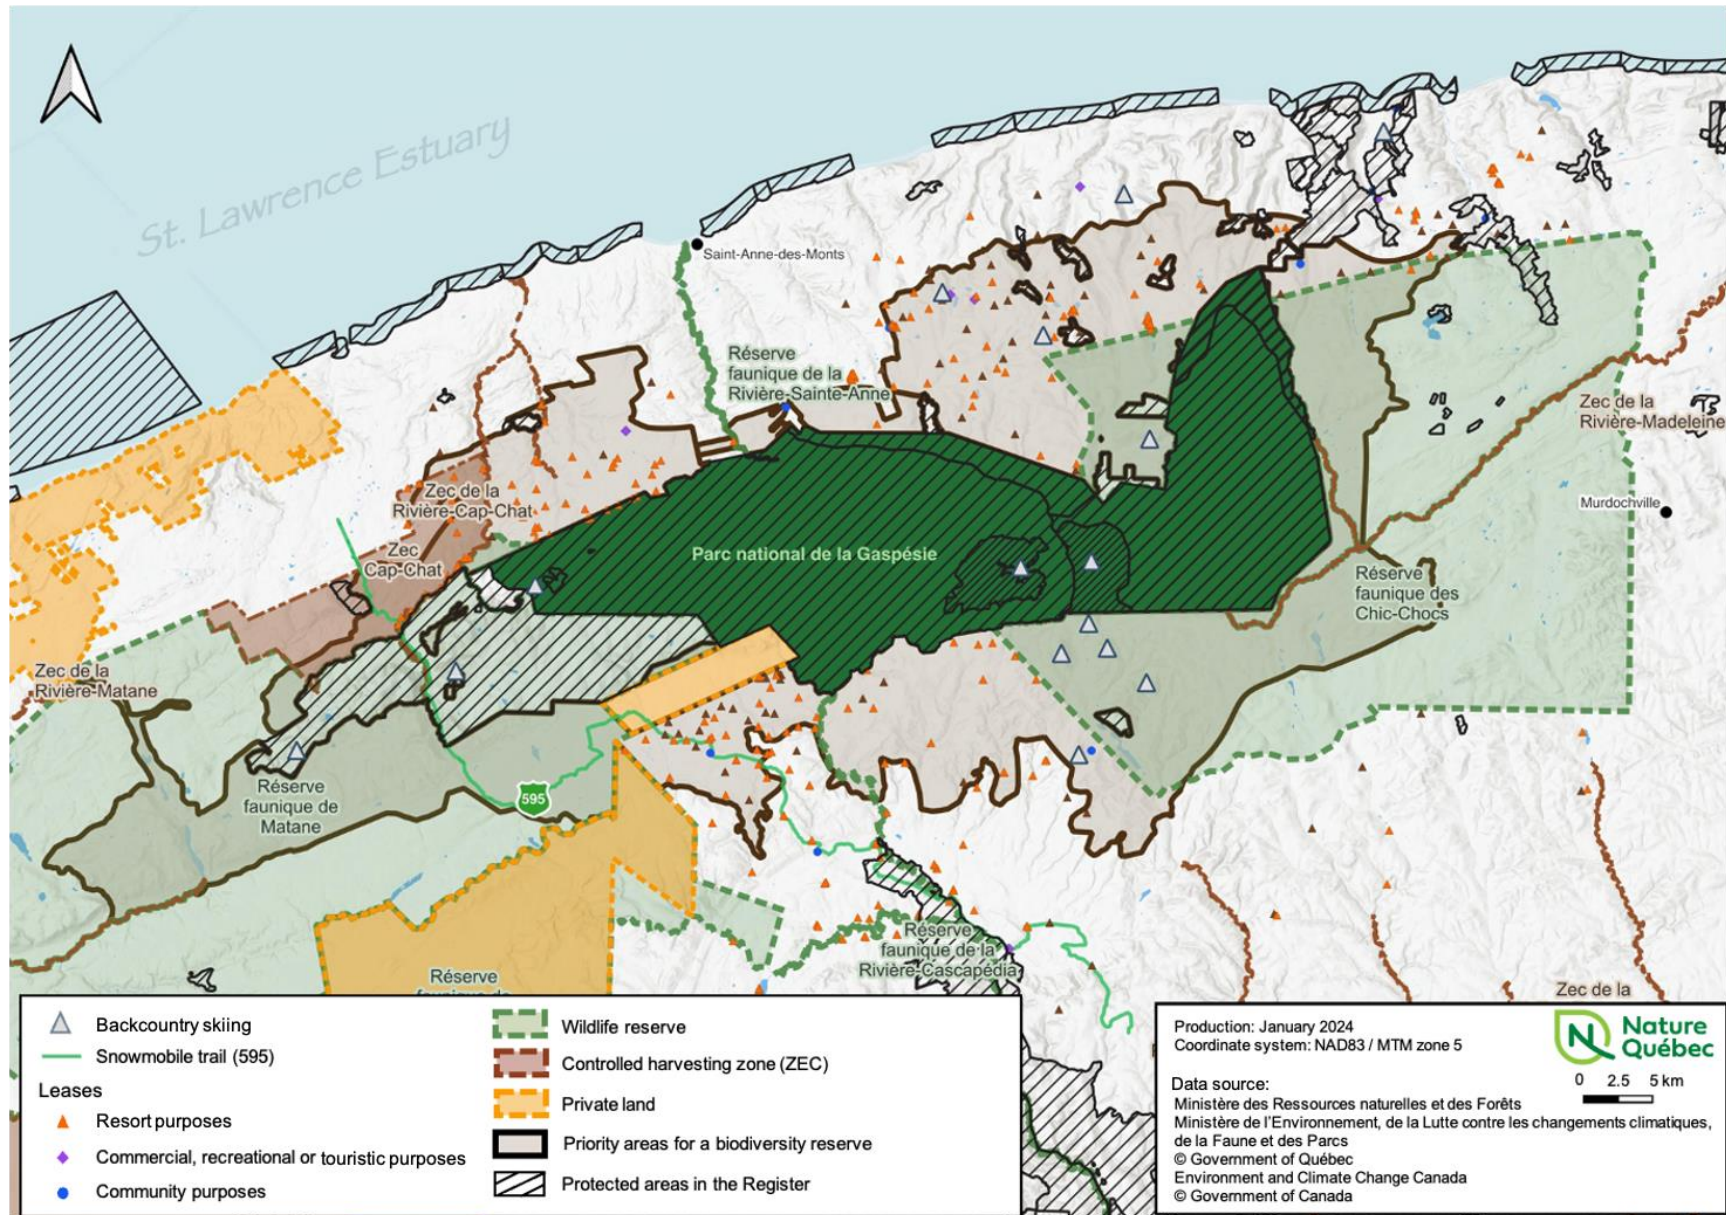 St. Lawrence Estuary
Saint-Anne-des-Monts
Réserve
faunique de la
Rivière-Sainte-Anne
Zec de la
Rivière-Madeleine
Zec de la
Rivière-Cap-Chat
Murdochville
Zec
Cap-Chat
Parc national de la Gaspésie
Réserve
faunique des
Chic-Chocs
Zec de la
Rivière-Matane
Réserve
faunique de
Matane
595
Réserve
faunique de la
Rivière-Cascapédia
Réserve
faunique de
Zec de la
Backcountry skiing
Snowmobile trail (595)
Leases
Resort purposes
Commercial, recreational or touristic purposes
Community purposes
Wildlife reserve
Controlled harvesting zone (ZEC)
Private land
Priority areas for a biodiversity reserve
Protected areas in the Register
Production: January 2024
Coordinate system: NAD83 / MTM zone 5
Nature
Québec
0 2.5 5 km
Data source:
Ministère des Ressources naturelles et des Forêts
Ministère de l'Environnement, de la Lutte contre les changements climatiques,
de la Faune et des Parcs
© Government of Québec
Environment and Climate Change Canada
© Government of Canada